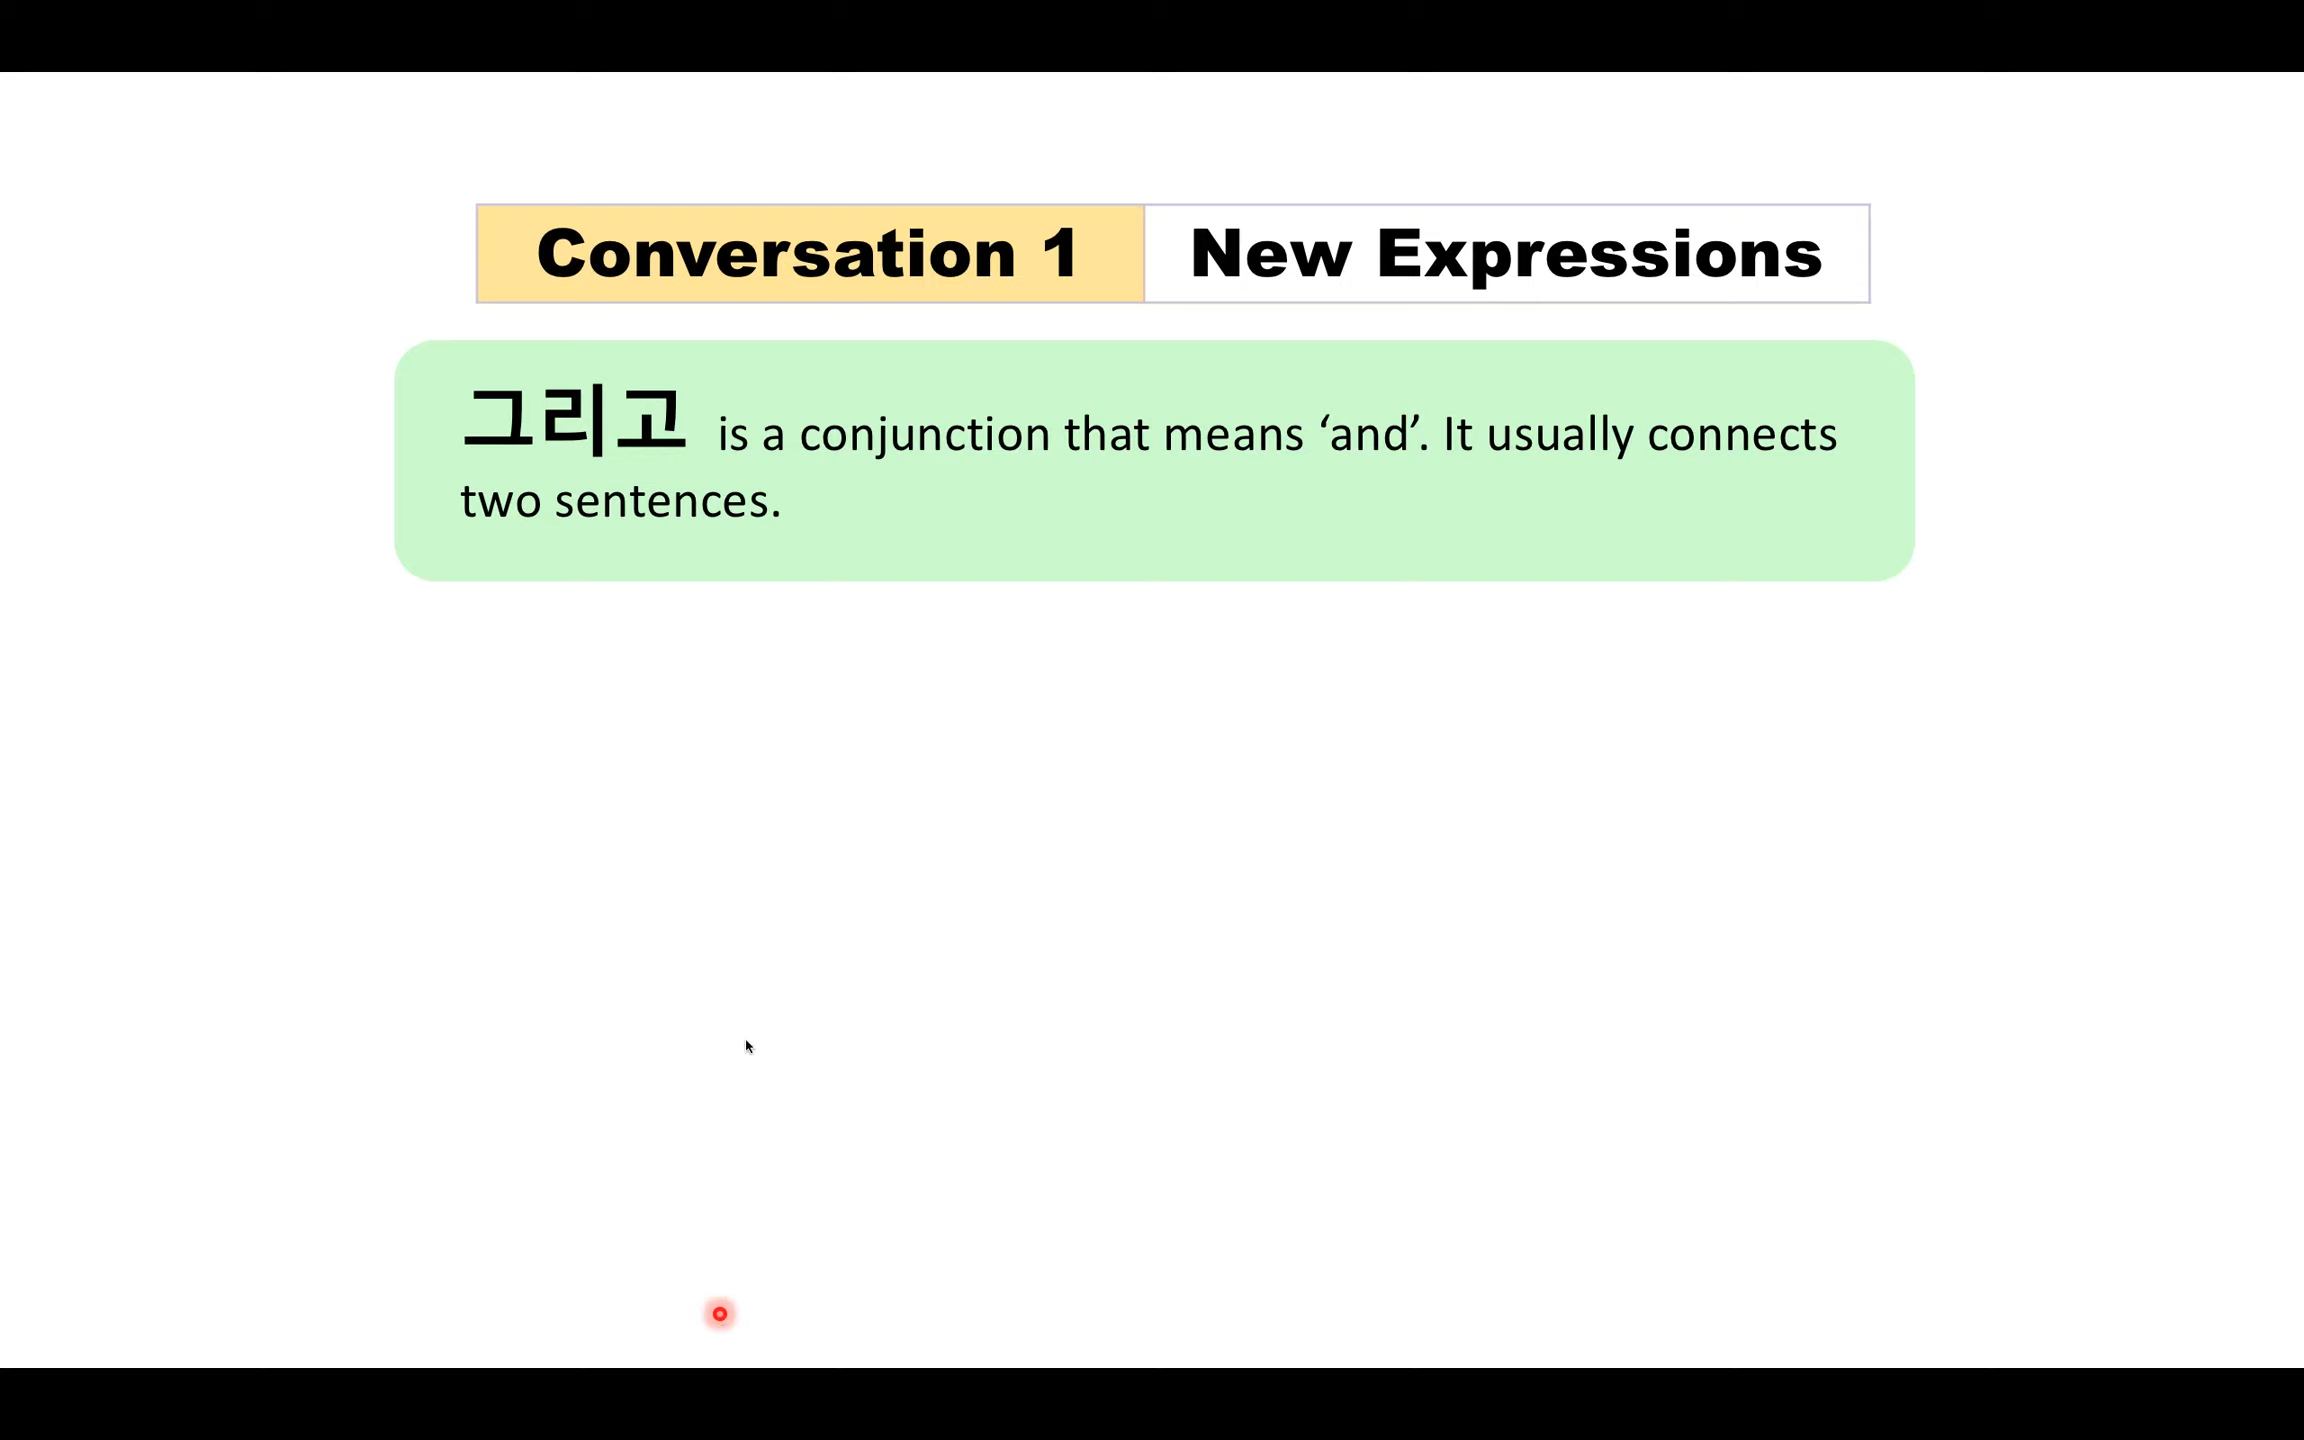 Conversation 1 New Expressions
그리고 is a conjunction that means ‘and’. It usually connects
two sentences.